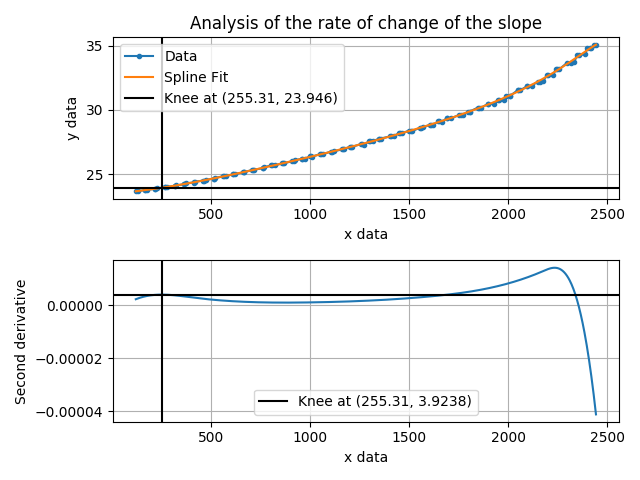 Analysis of the rate of change of the slope
Data
Spline Fit
Knee at (255.31, 23.946)
y data
35
30
25
500 1000 1500 2000 2500
x data
Second derivative
0.00000
−0.00002
−0.00004
Knee at (255.31, 3.9238)
500 1000 1500 2000 2500
x data